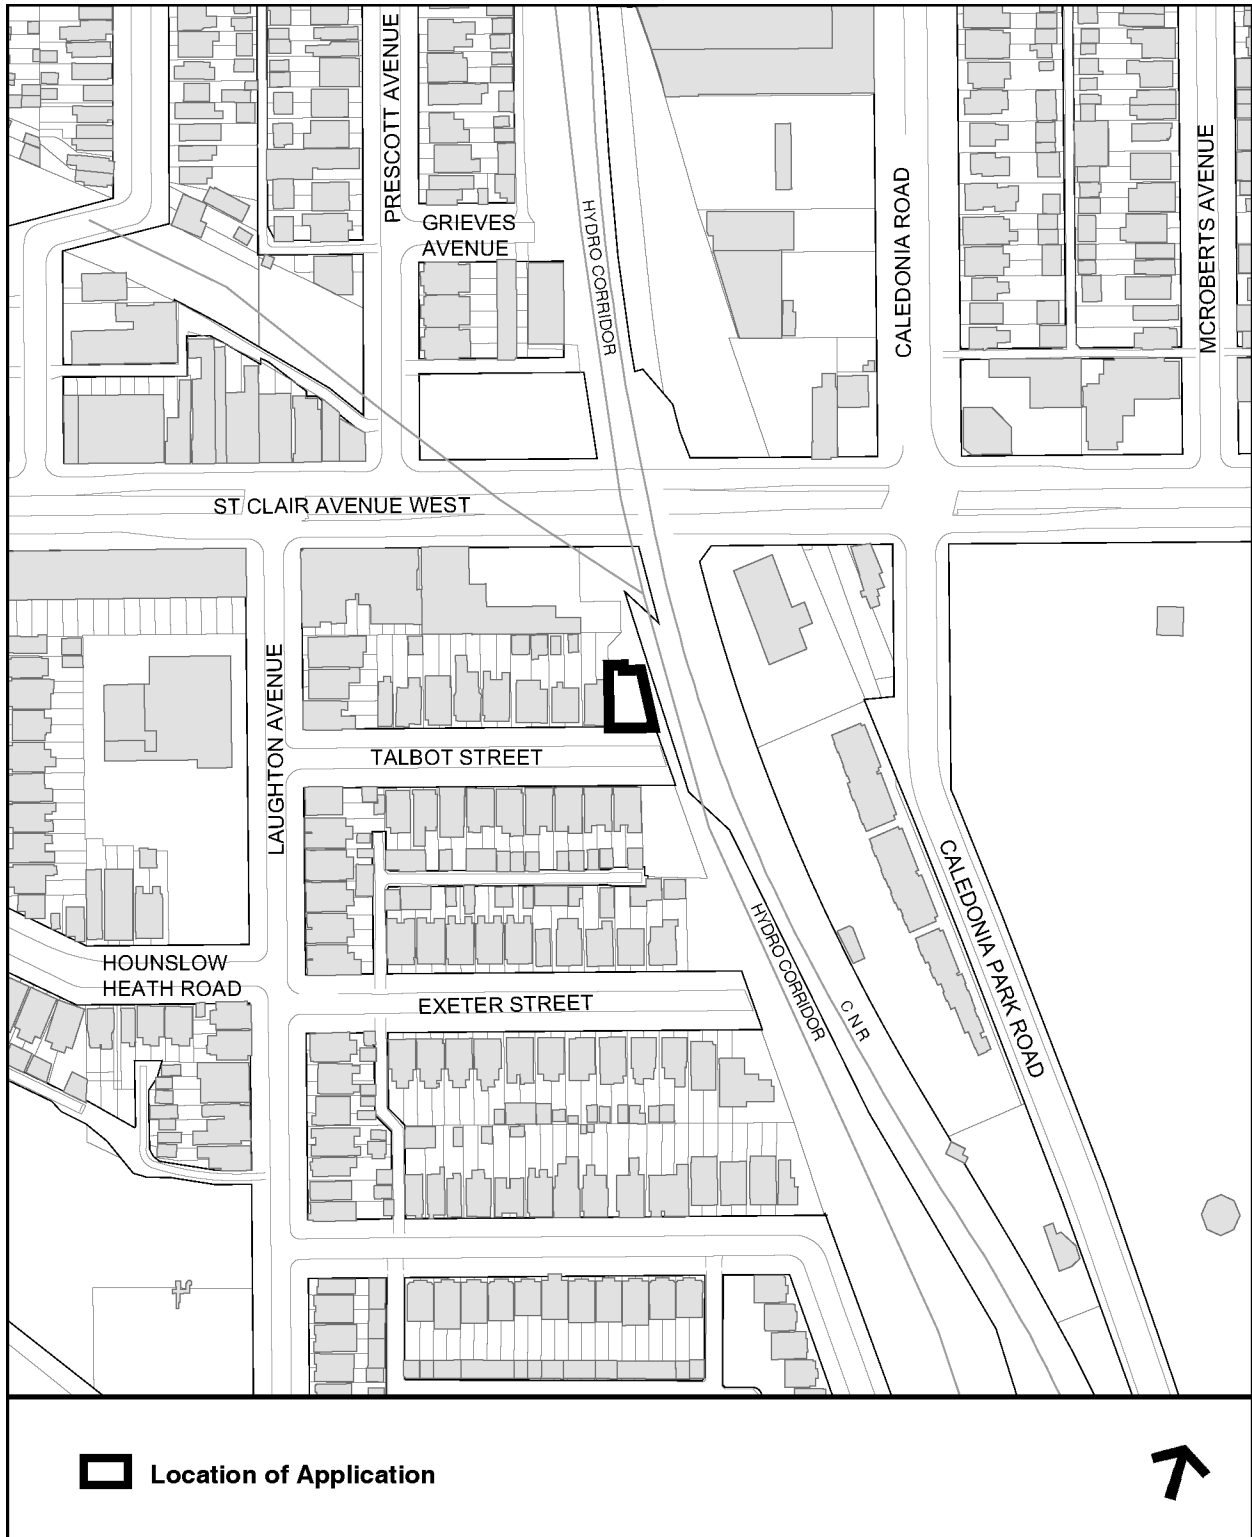 PRESCOTT AVENUE
GRIEVES
AVENUE
HYDRO CORRIDOR
CALEDONIA ROAD
MCROBERTS AVENUE
ST CLAIR AVENUE WEST
LAUGHTON AVENUE
TALBOT STREET
CALEDONIA PARK ROAD
HOUNSLOW
HEATH ROAD
EXETER STREET
HYDRO CORRIDOR
C N R
Location of Application